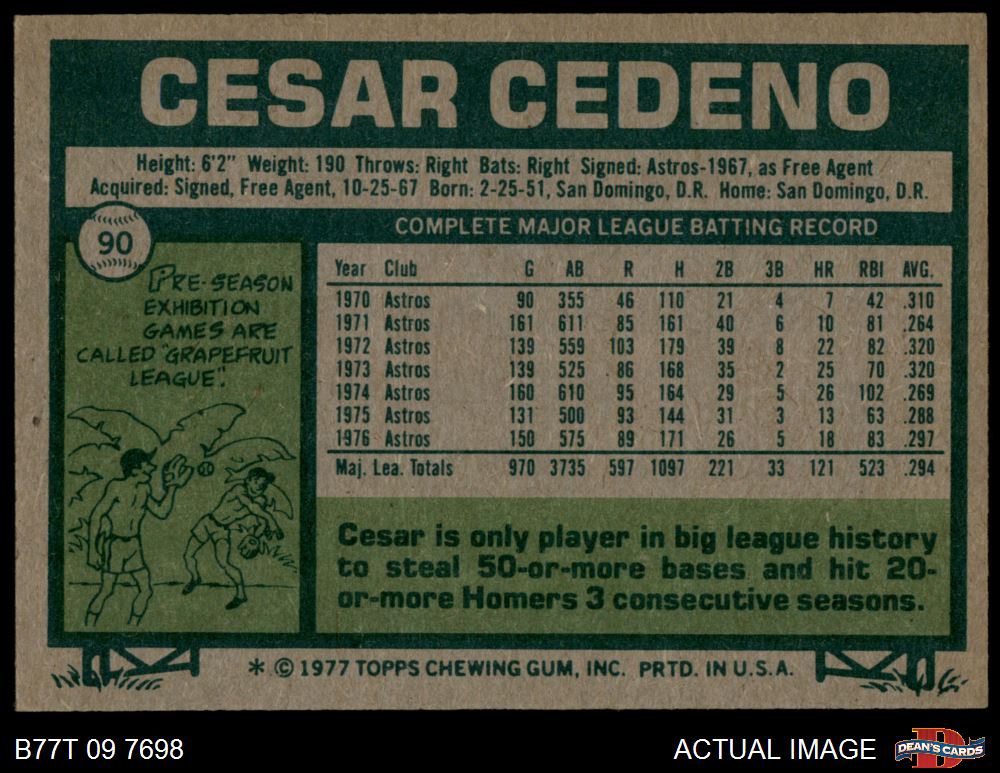 CESAR CEDENO
Height: 6'2" Weight: 190 Throws: Right Bats: Right Signed: Astros-1967, as Free Agent
Acquired: Signed, Free Agent, 10-25-67 Born: 2-25-51, San Domingo, D.R. Home: San Domingo, D.R.
90
COMPLETE MAJOR LEAGUE BATTING RECORD
PRE-SEASON
EXHIBITION
GAMES ARE
CALLED "GRAPEFRUIT
LEAGUE".
Year Club G AB R H 2B 3B HR RBI AVG.
1970 Astros 90 355 46 110 21 4 7 42 .310
1971 Astros 161 611 85 161 40 6 10 81 .264
1972 Astros 139 559 103 179 39 8 22 82 .320
1973 Astros 139 525 86 168 35 2 25 70 .320
1974 Astros 160 610 95 164 29 5 26 102 .269
1975 Astros 131 500 93 144 31 3 13 63 .288
1976 Astros 150 575 89 171 26 5 18 83 .297
Maj. Lea. Totals 970 3735 597 1097 221 33 121 523 .294
Cesar is only player in big league history
to steal 50-or-more bases and hit 20-
or-more Homers 3 consecutive seasons.
* © 1977 TOPPS CHEWING GUM, INC. PRTD. IN U.S.A.
B77T 09 7698
ACTUAL IMAGE
D
DEAN'S CARDS